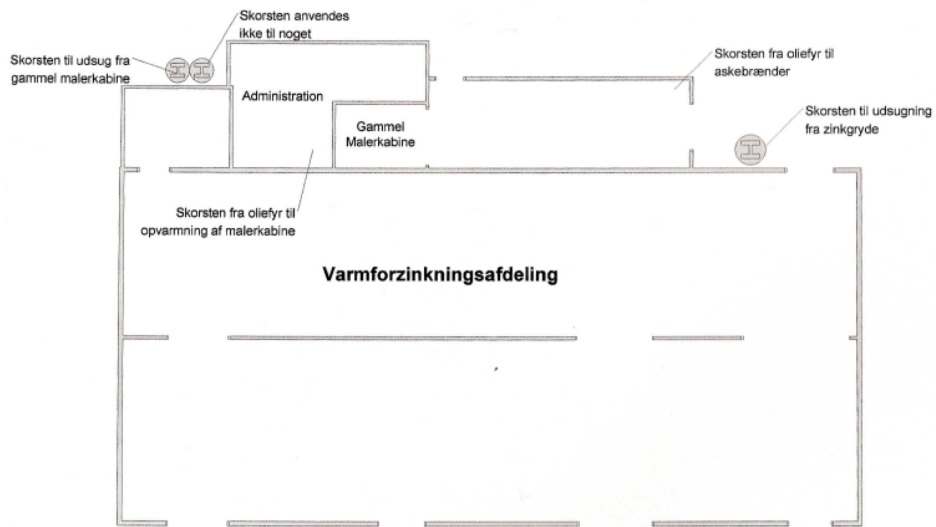 Skorsten anvendes
ikke til noget
Skorsten til udsug fra
gammel malerkabine
Skorsten fra oliefyr til
askebrænder
Administration
Skorsten til udsugning
fra zinkgryde
Gammel
Malerkabine
Skorsten fra oliefyr til
opvarmning af malerkabine
Varmforzinkningsafdeling